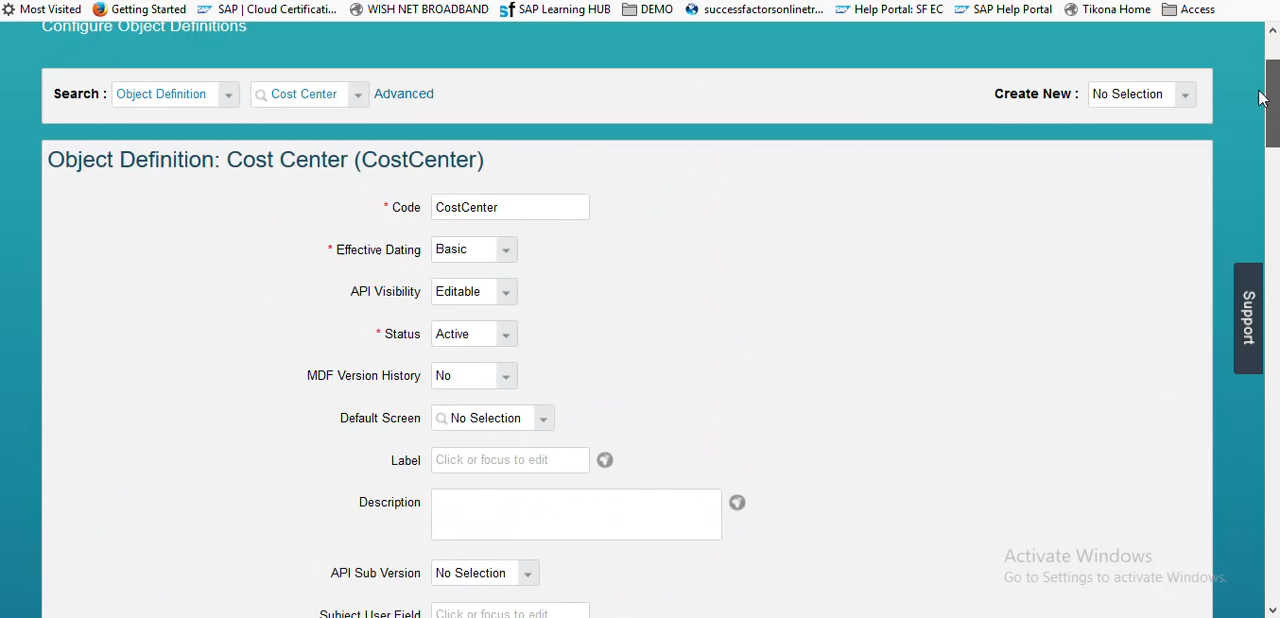 Most Visited Getting Started SAP | Cloud Certificati... WISH NET BROADBAND SAP Learning HUB DEMO successfactorsonlinetr... Help Portal: SF EC SAP Help Portal Tikona Home Access
Configure Object Definitions
Search : Object Definition Cost Center Advanced Create New : No Selection
Object Definition: Cost Center (CostCenter)
* Code CostCenter
* Effective Dating Basic
API Visibility Editable
* Status Active
MDF Version History No
Default Screen No Selection
Label Click or focus to edit
Description
API Sub Version No Selection
Subject User Field Click or focus to edit
Support
Activate Windows
Go to Settings to activate Windows.